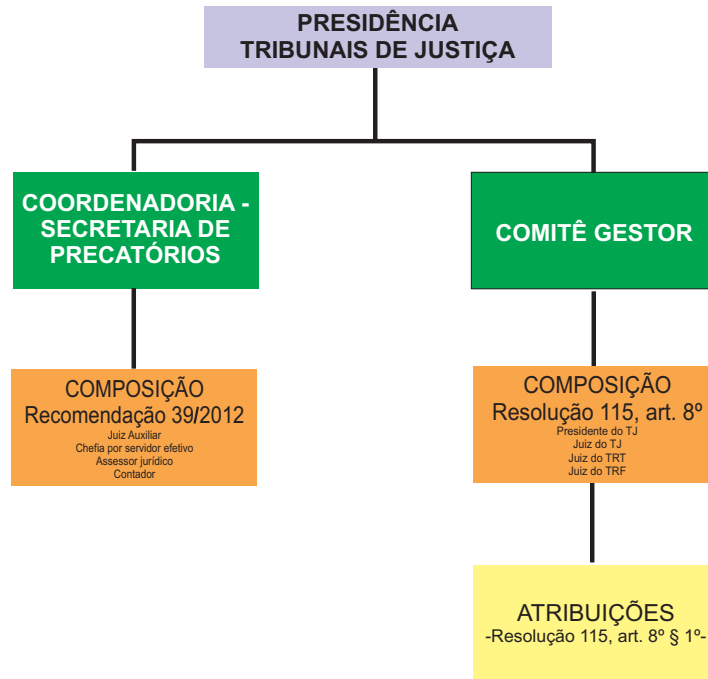 PRESIDÊNCIA
TRIBUNAIS DE JUSTIÇA
COORDENADORIA -
SECRETARIA DE
PRECATÓRIOS
COMITÊ GESTOR
COMPOSIÇÃO
Recomendação 39/2012
Juiz Auxiliar
Chefia por servidor efetivo
Assessor jurídico
Contador
COMPOSIÇÃO
Resolução 115, art. 8º
Presidente do TJ
Juiz do TJ
Juiz do TRT
Juiz do TRF
ATRIBUIÇÕES
-Resolução 115, art. 8º § 1º-